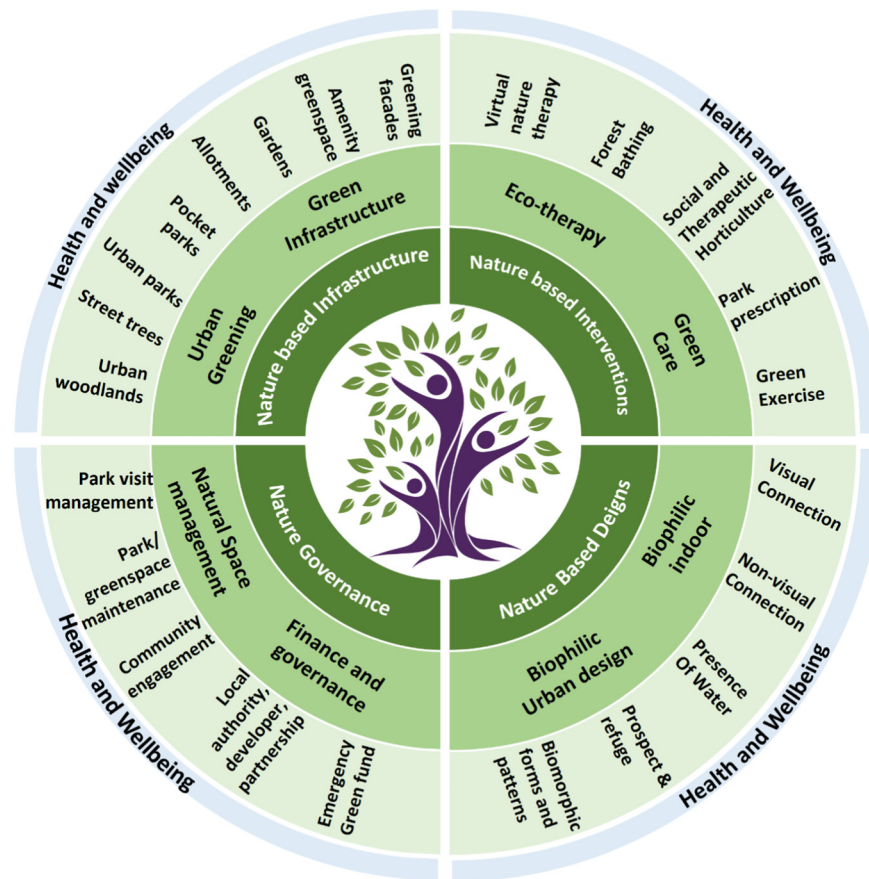 Health and wellbeing
Greening
facades
Amenity
greenspace
Gardens
Allotments
Pocket
parks
Urban parks
Street trees
Urban
woodlands
Green
Infrastructure
Urban
Greening
Nature based Infrastructure
Health and Wellbeing
Virtual
nature
therapy
Forest
Bathing
Social and
Therapeutic
Horticulture
Park
prescription
Green
Exercise
Eco-therapy
Green
Care
Nature based Interventions
Park visit
management
Park/
greenspace
maintenance
Community
engagement
Local
authority,
developer,
partnership
Emergency
Green fund
Natural Space
management
Finance and
governance
Nature Governance
Health and Wellbeing
Visual
Connection
Non-visual
Connection
Presence
Of Water
Prospect &
refuge
Biomorphic
forms and
patterns
Biophilic
indoor
Biophilic
Urban design
Nature Based Deigns
Health and Wellbeing